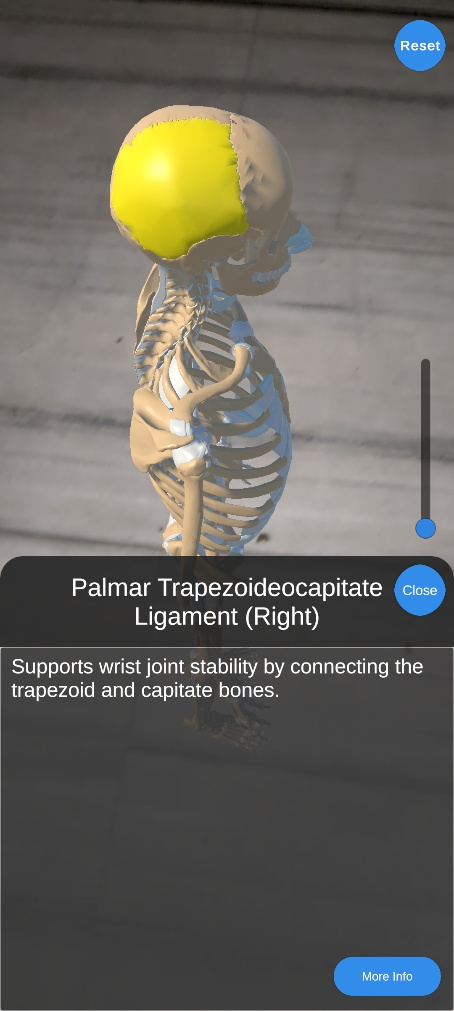 Reset
Palmar Trapezoideocapitate
Ligament (Right)
Close
Supports wrist joint stability by connecting the
trapezoid and capitate bones.
More Info